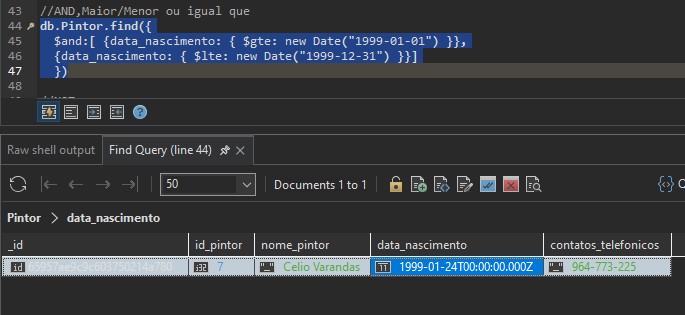 43 //AND,Maior/Menor ou igual que
44 db.Pintor.find({
45 $and:[ {data_nascimento: { $gte: new Date("1999-01-01") }},
46 {data_nascimento: { $lte: new Date("1999-12-31") }}]
47 })
48
Raw shell output Find Query (line 44)
50 Documents 1 to 1
Pintor > data_nascimento
_id id_pintor nome_pintor data_nascimento contatos_telefonicos
id i32 7 "_" Celio Varandas 1999-01-24T00:00:00.000Z "_" 964-773-225